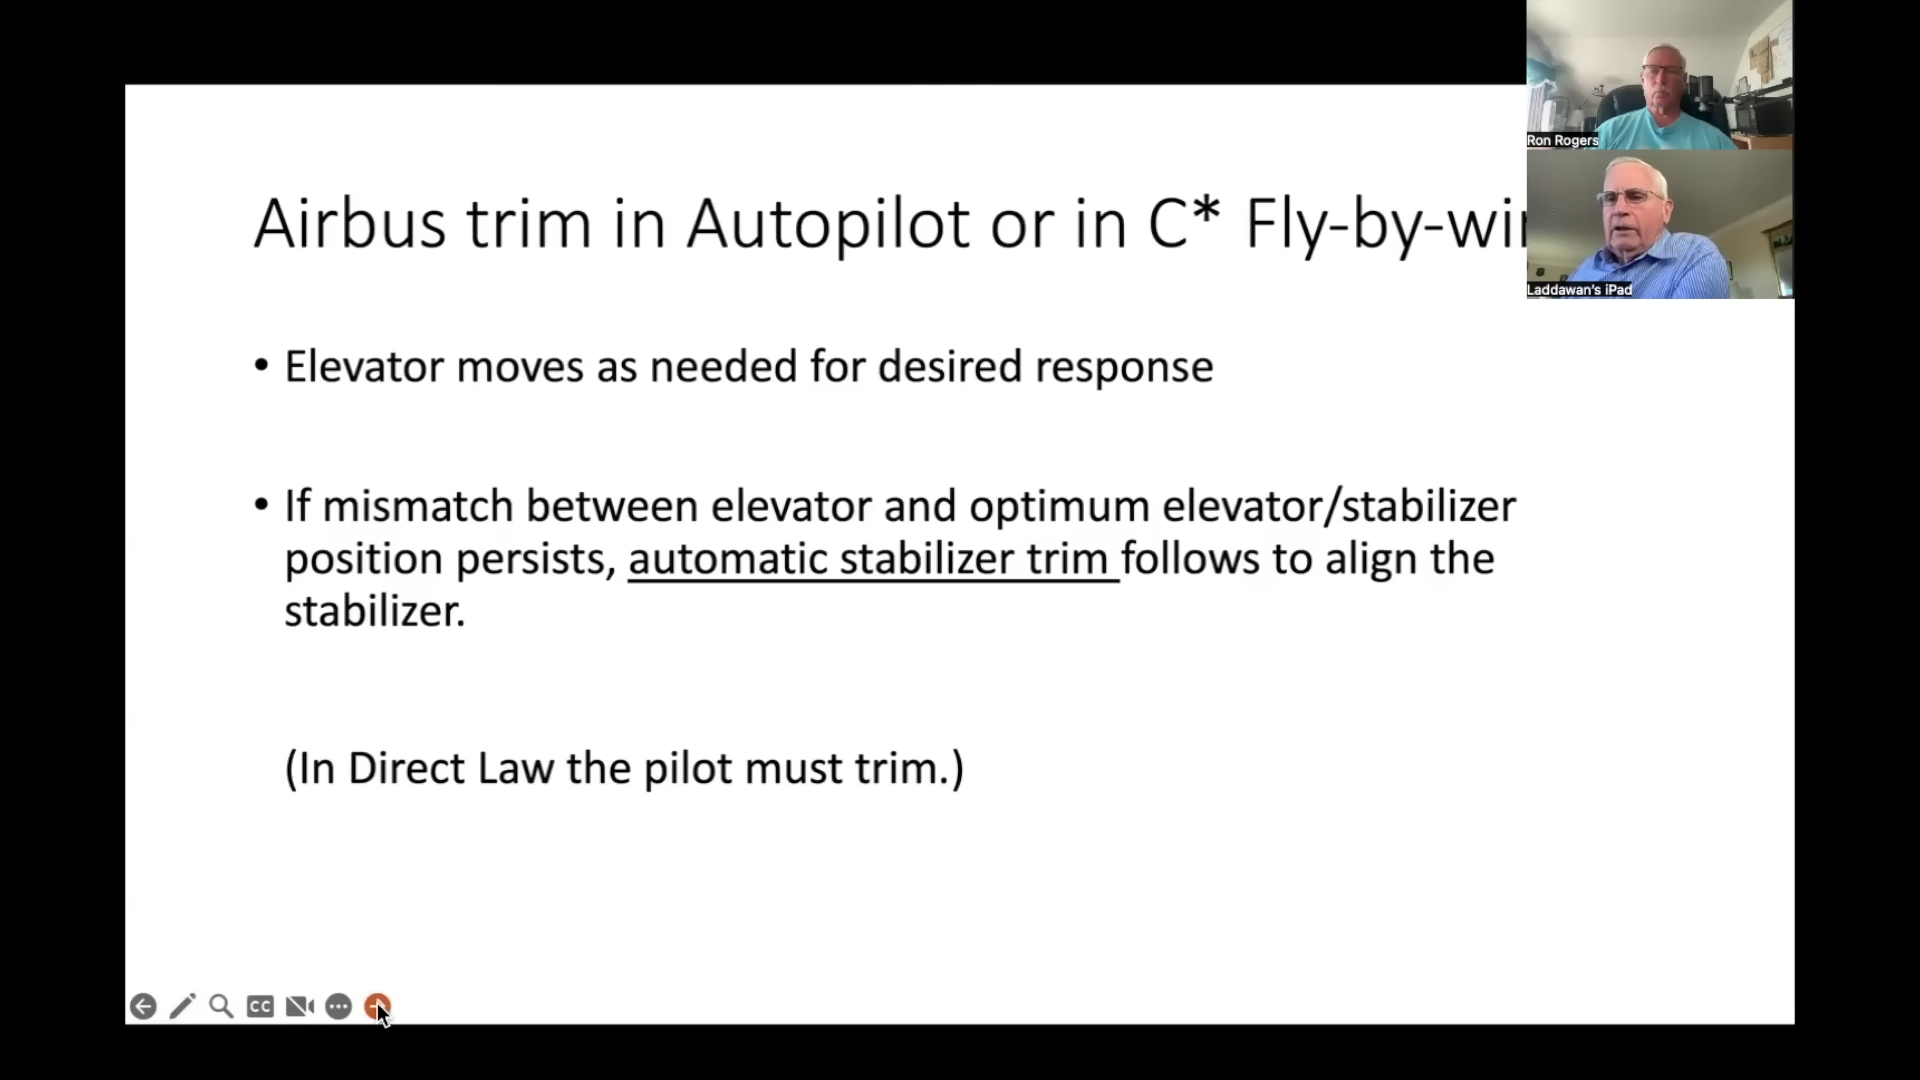 Ron Rogers
Laddawan's iPad
Airbus trim in Autopilot or in C* Fly-by-wir
• Elevator moves as needed for desired response
• If mismatch between elevator and optimum elevator/stabilizer
position persists, automatic stabilizer trim follows to align the
stabilizer.
(In Direct Law the pilot must trim.)
CC